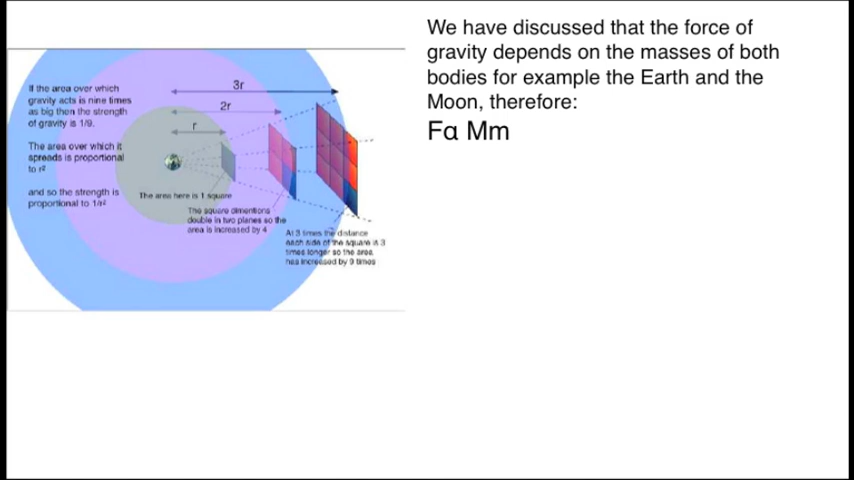 We have discussed that the force of
gravity depends on the masses of both
bodies for example the Earth and the
Moon, therefore:
Fα Mm
3r
2r
r
If the area over which
gravity acts is nine times
as big then the strength
of gravity is 1/9.
The area over which it
spreads is proportional
to r²
and so the strength is
proportional to 1/r²
The area here is 1 square
The square dimentions
double in two planes so the
area is increased by 4
At 3 times the distance
each side of the square is 3
times longer so the area
has increased by 9 times